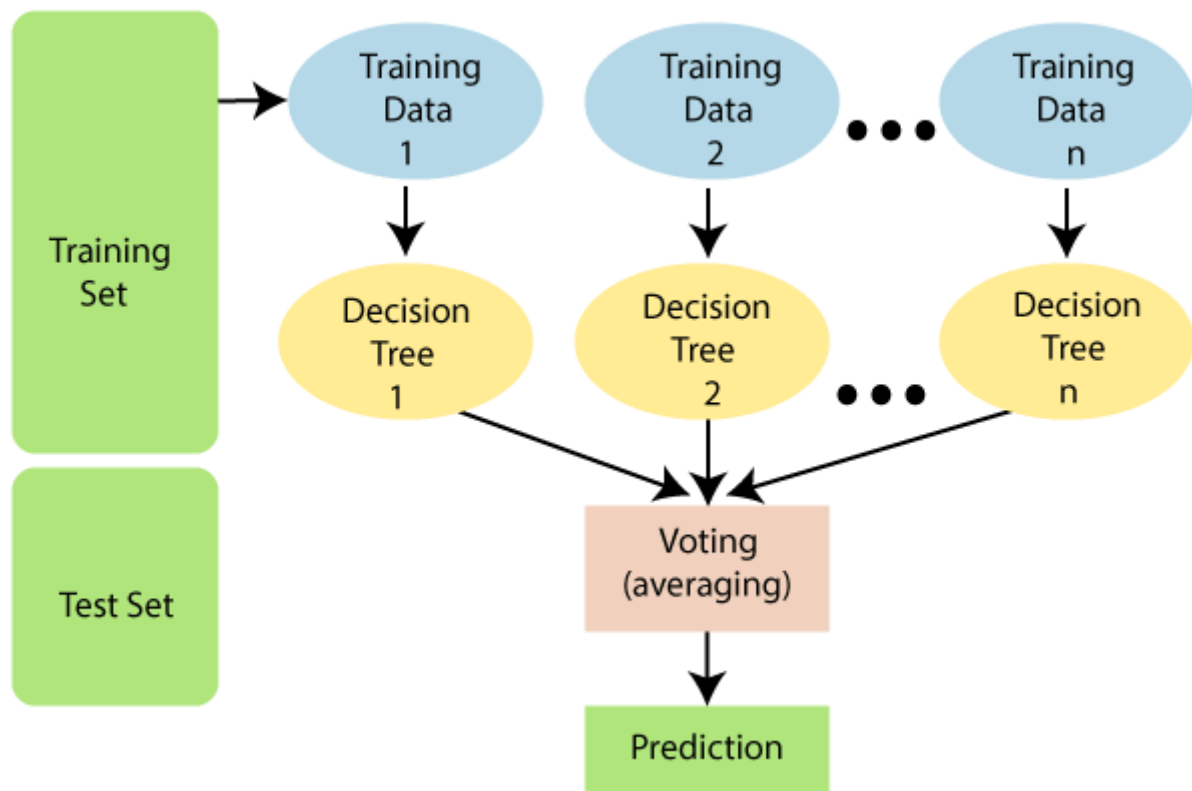 Training
Set
Training
Data
1
Training
Data
2
Training
Data
n
Decision
Tree
1
Decision
Tree
2
Decision
Tree
n
Test Set
Voting
(averaging)
Prediction